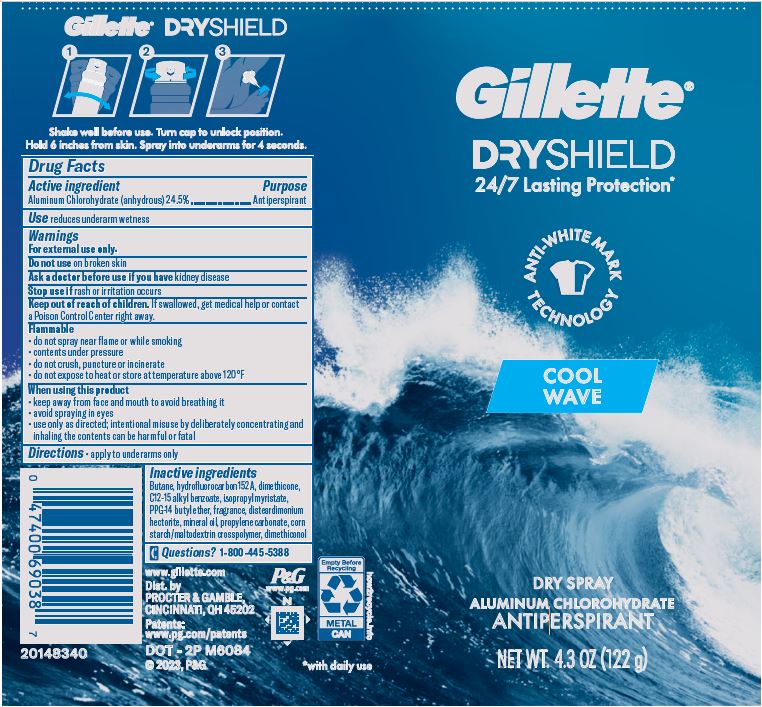 Gillette® DRYSHIELD
1 2 3
Shake well before use. Turn cap to unlock position.
Hold 6 inches from skin. Spray into underarms for 4 seconds.
Drug Facts
Active ingredient Purpose
Aluminum Chlorohydrate (anhydrous) 24.5% Antiperspirant
Use reduces underarm wetness
Warnings
For external use only.
Do not use on broken skin
Ask a doctor before use if you have kidney disease
Stop use if rash or irritation occurs
Keep out of reach of children. If swallowed, get medical help or contact
a Poison Control Center right away.
Flammable
• do not spray near flame or while smoking
• contents under pressure
• do not crush, puncture or incinerate
• do not expose to heat or store at temperature above 120°F
When using this product
• keep away from face and mouth to avoid breathing it
• avoid spraying in eyes
• use only as directed; intentional misuse by deliberately concentrating and
inhaling the contents can be harmful or fatal
Directions • apply to underarms only
Inactive ingredients
Butane, hydrofluorocarbon 152A, dimethicone,
C12-15 alkyl benzoate, isopropyl myristate,
PPG-14 butyl ether, fragrance, disteardimonium
hectorite, mineral oil, propylene carbonate, corn
starch/maltodextrin crosspolymer, dimethiconol
Questions? 1-800-445-5388
0 47400 69038 7
20148340
www.gillette.com
Dist. by
PROCTER & GAMBLE,
CINCINNATI, OH 45202
Patents:
www.pg.com/patents
DOT - 2P M6084
© 2023, P&G
P&G
www.pg.com
N
Empty Before
Recycling
METAL
CAN
how2recycle.info
*with daily use
Gillette®
DRYSHIELD
24/7 Lasting Protection*
ANTI-WHITE MARK
TECHNOLOGY
COOL
WAVE
DRY SPRAY
ALUMINUM CHLOROHYDRATE
ANTIPERSPIRANT
NET WT. 4.3 OZ (122 g)